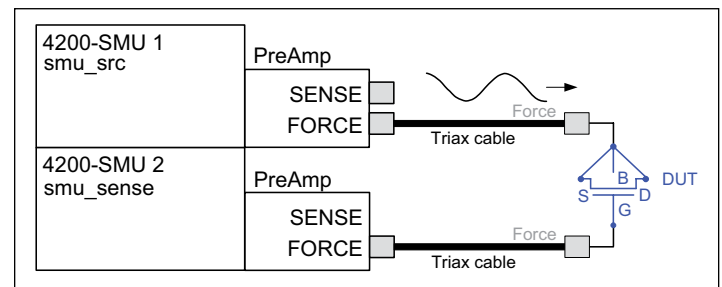 4200-SMU 1
smu_src
PreAmp
SENSE
FORCE
Force
Triax cable
4200-SMU 2
smu_sense
PreAmp
SENSE
FORCE
Force
Triax cable
B
DUT
S
D
G